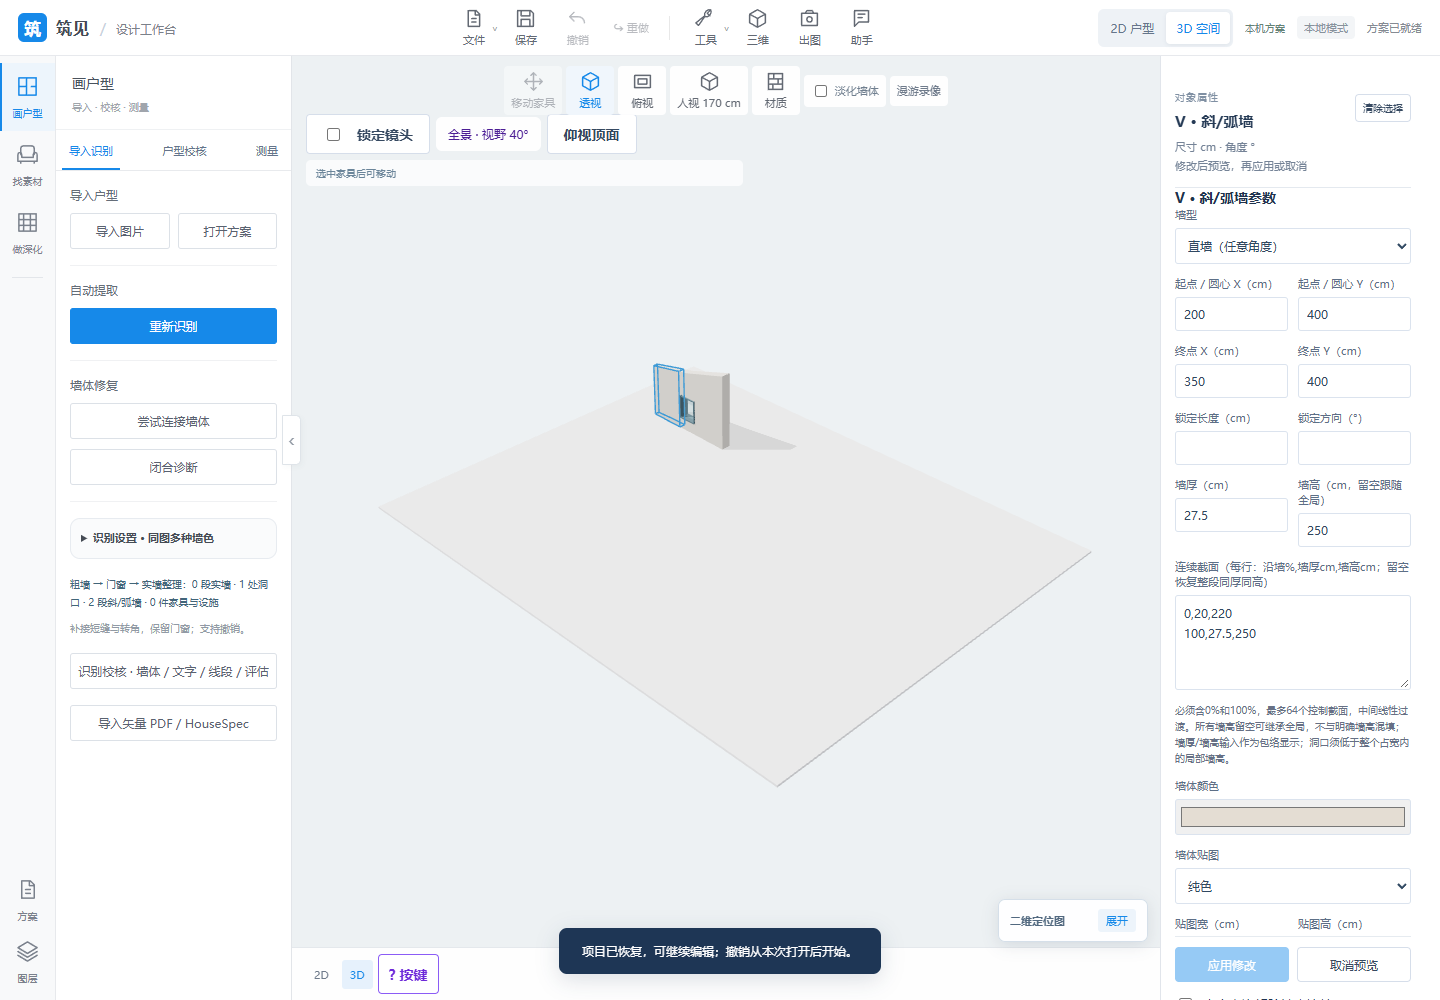 筑 筑见 / 设计工作台
文件 保存 撤销 重做 工具 三维 出图 助手
2D 户型 3D 空间 本机方案 本地模式 方案已就绪
画户型
找素材
做深化
方案
图层
画户型
导入 · 校核 · 测量
导入识别 户型校核 测量
导入户型
导入图片 打开方案
自动提取
重新识别
墙体修复
尝试连接墙体
闭合诊断
识别设置 • 同图多种墙色
粗墙 → 门窗 → 实墙整理：0 段实墙 · 1 处洞
口 · 2 段斜/弧墙 · 0 件家具与设施
补接短缝与转角，保留门窗；支持撤销。
识别校核 · 墙体 / 文字 / 线段 / 评估
导入矢量 PDF / HouseSpec
移动家具 透视 俯视 人视 170 cm 材质 淡化墙体 漫游录像
锁定镜头 全景 · 视野 40° 仰视顶面
选中家具后可移动
二维定位图 展开
项目已恢复，可继续编辑；撤销从本次打开后开始。
2D 3D ? 按键
对象属性
V • 斜/弧墙
清除选择
尺寸 cm · 角度 °
修改后预览，再应用或取消
V • 斜/弧墙参数
墙型
直墙（任意角度）
起点 / 圆心 X（cm） 起点 / 圆心 Y（cm）
200 400
终点 X（cm） 终点 Y（cm）
350 400
锁定长度（cm） 锁定方向（°）
墙厚（cm） 墙高（cm，留空跟随
全局）
27.5 250
连续截面（每行：沿墙%,墙厚cm,墙高cm；留空
恢复整段同厚同高）
0,20,220
100,27.5,250
必须含0%和100%，最多64个控制截面，中间线性过
渡。所有墙高留空可继承全局，不与明确墙高混填；
墙厚/墙高输入作为包络显示；洞口须低于整个占宽内
的局部墙高。
墙体颜色
墙体贴图
纯色
贴图宽（cm） 贴图高（cm）
应用修改 取消预览